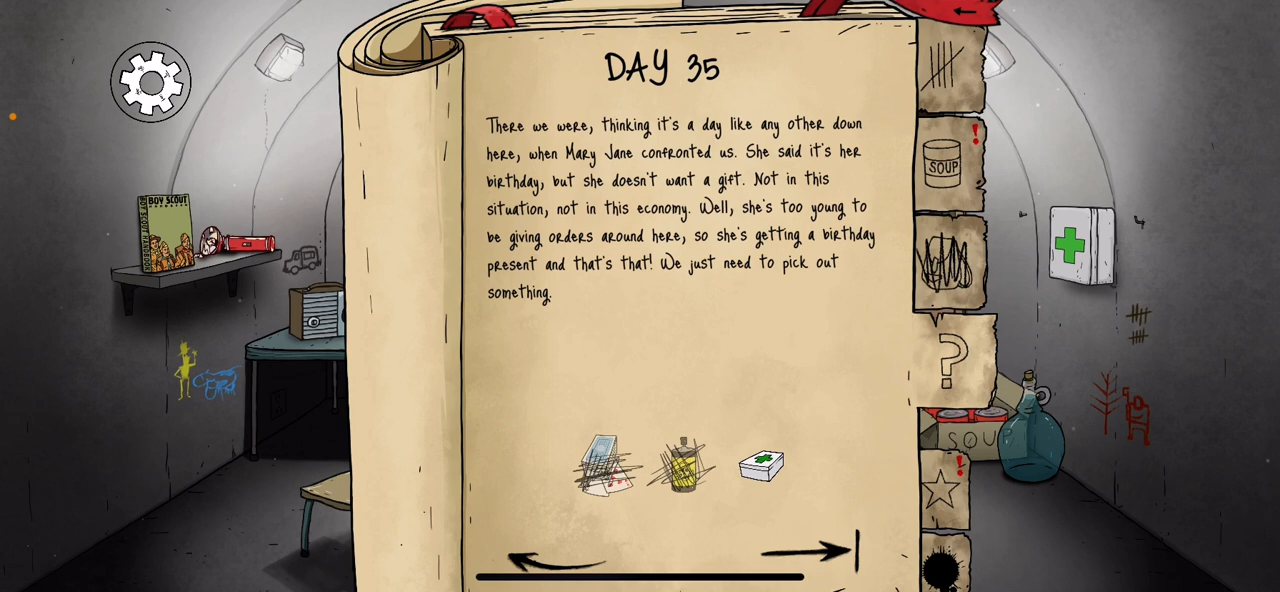 DAY 35
There we were, thinking it's a day like any other down
here, when Mary Jane confronted us. She said it's her
birthday, but she doesn't want a gift. Not in this
situation, not in this economy. Well, she's too young to
be giving orders around here, so she's getting a birthday
present and that's that! We just need to pick out
something.
SOUP
!
?
!
BOY SCOUT
SOU